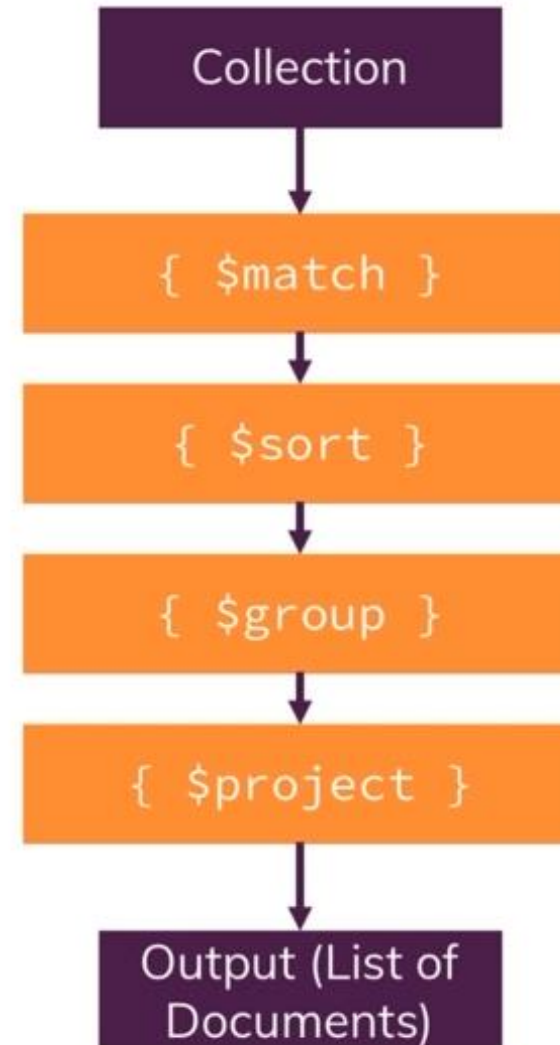 Collection
{ $match }
{ $sort }
{ $group }
{ $project }
Output (List of
Documents)